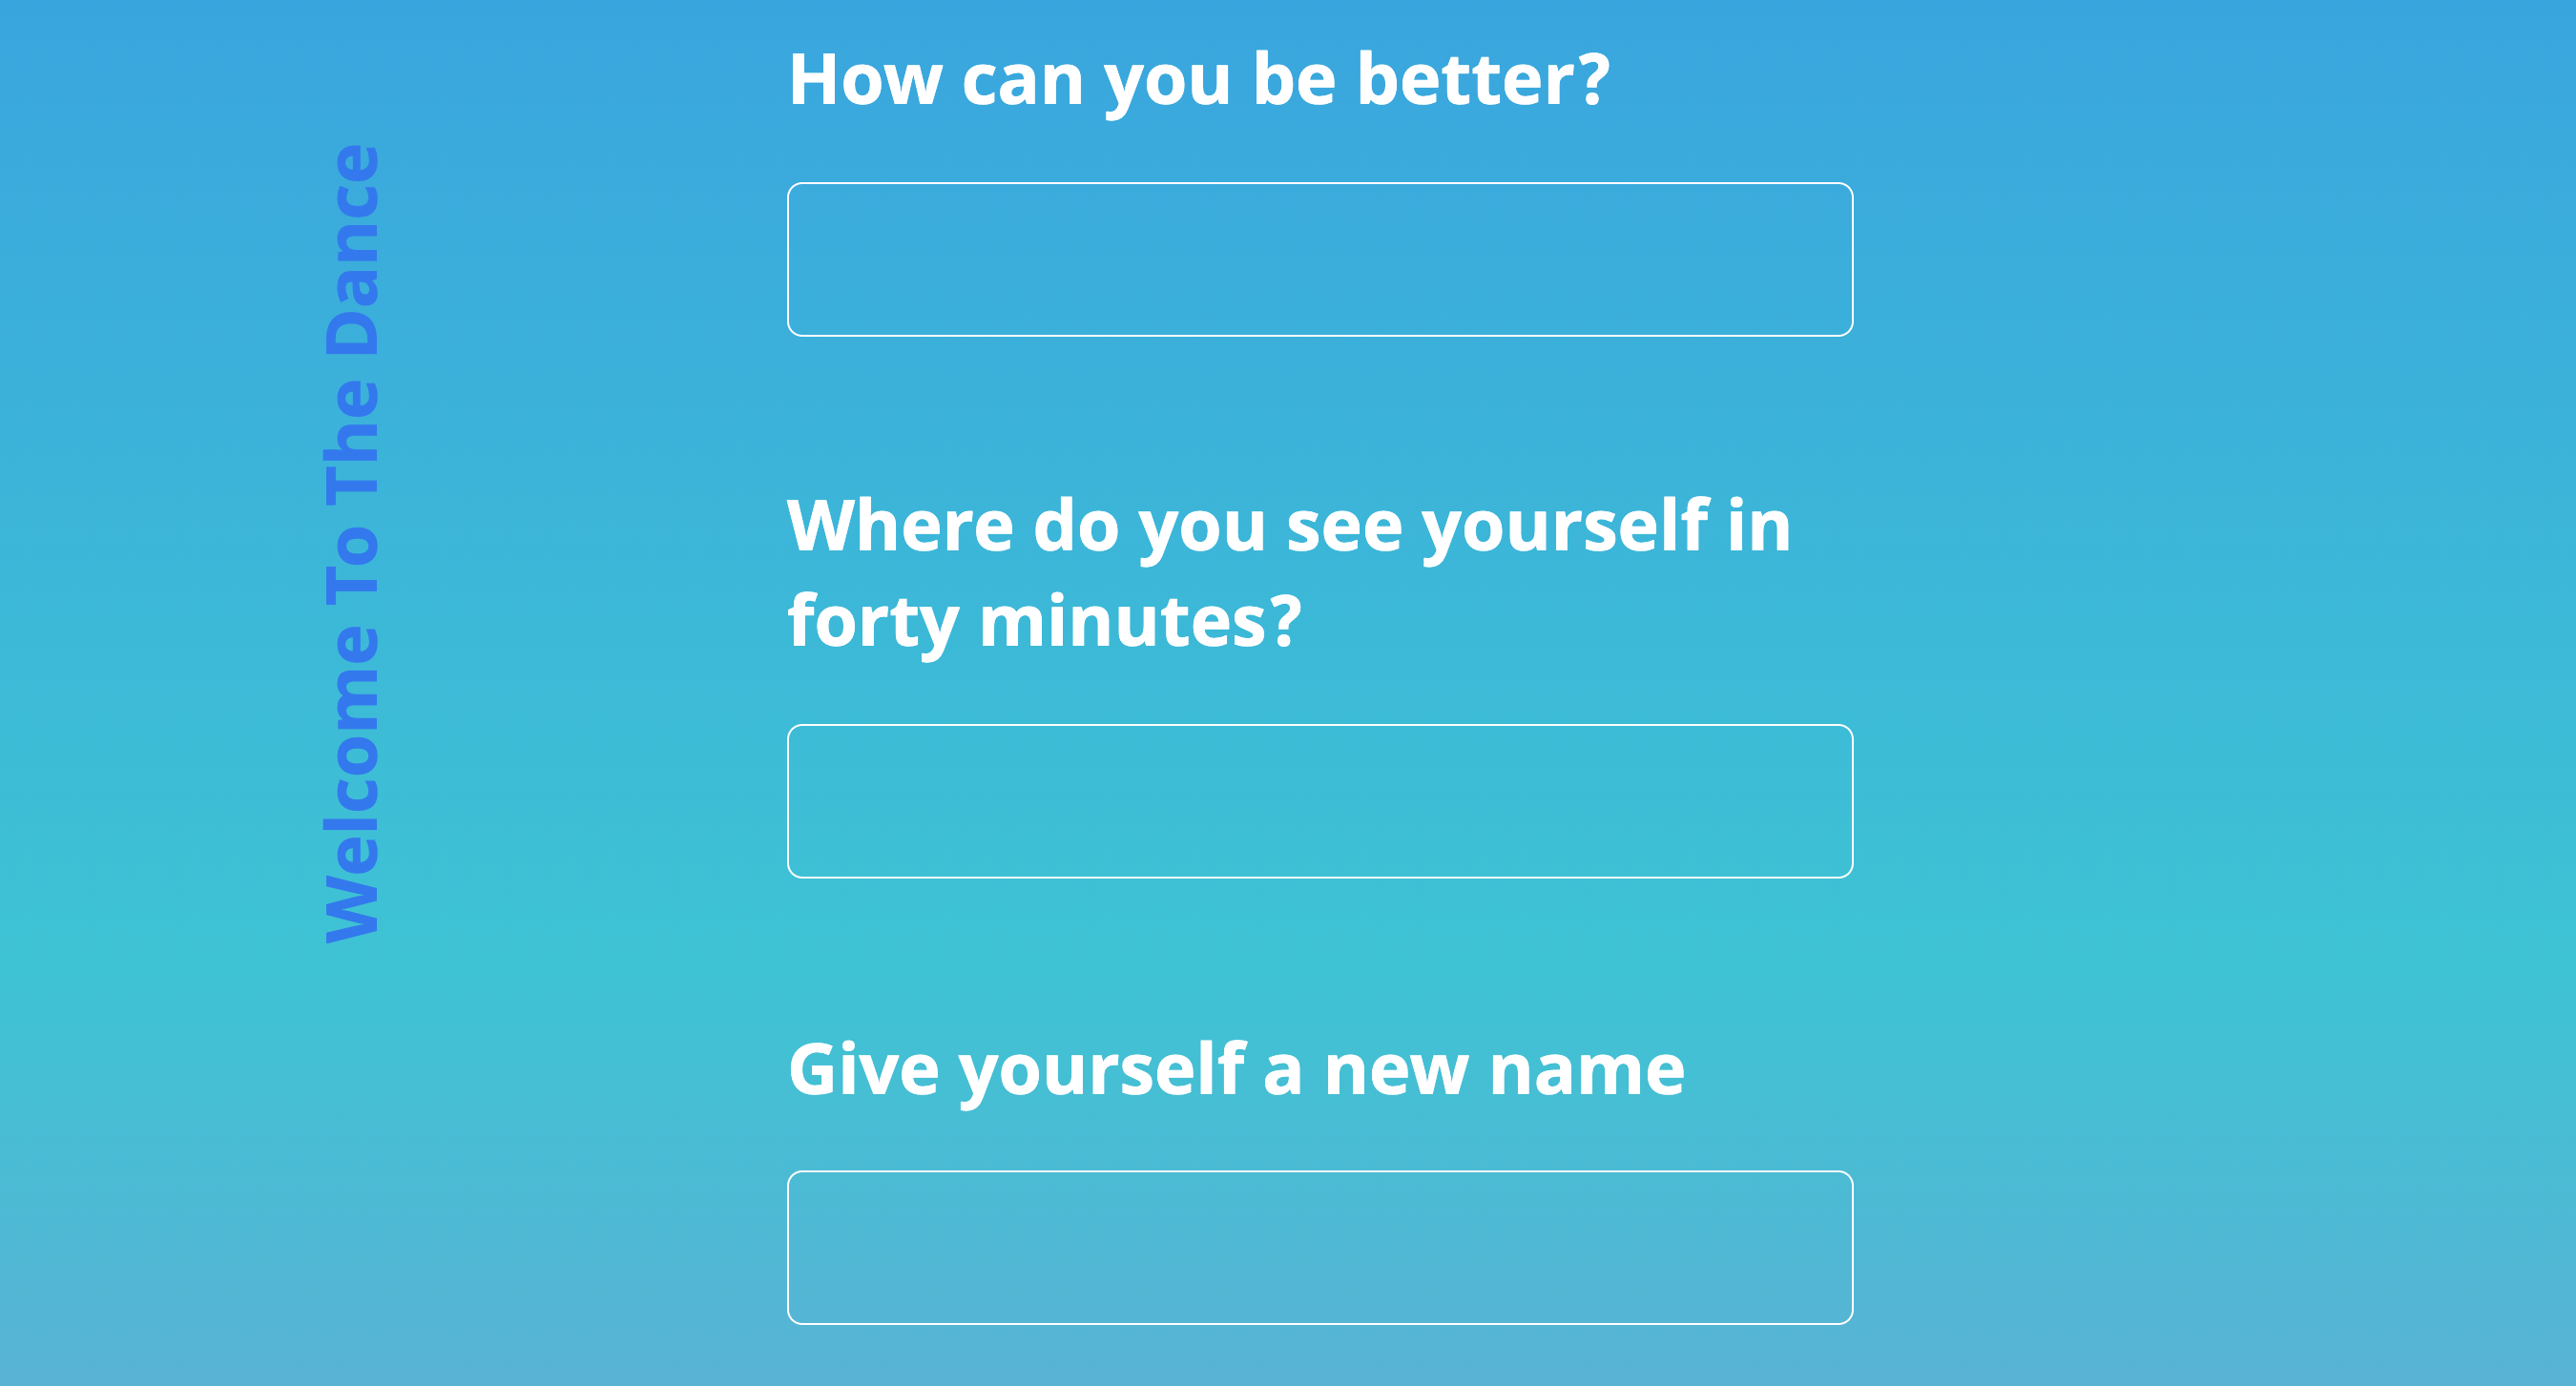 Welcome To The Dance
How can you be better?
Where do you see yourself in
forty minutes?
Give yourself a new name